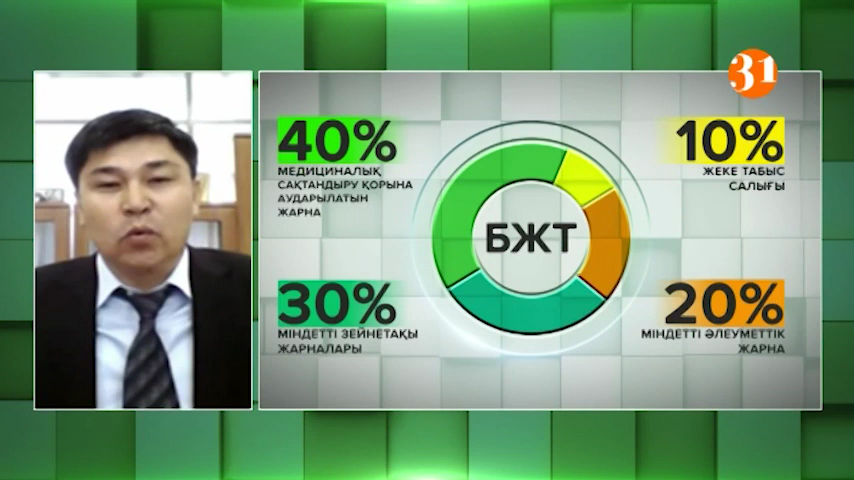 31
40%
МЕДИЦИНАЛЫҚ
САҚТАНДЫРУ ҚОРЫНА
АУДАРЫЛАТЫН
ЖАРНА
10%
ЖЕКЕ ТАБЫС
САЛЫҒЫ
БЖТ
30%
МІНДЕТТІ ЗЕЙНЕТАҚЫ
ЖАРНАЛАРЫ
20%
МІНДЕТТІ ӘЛЕУМЕТТІК
ЖАРНА